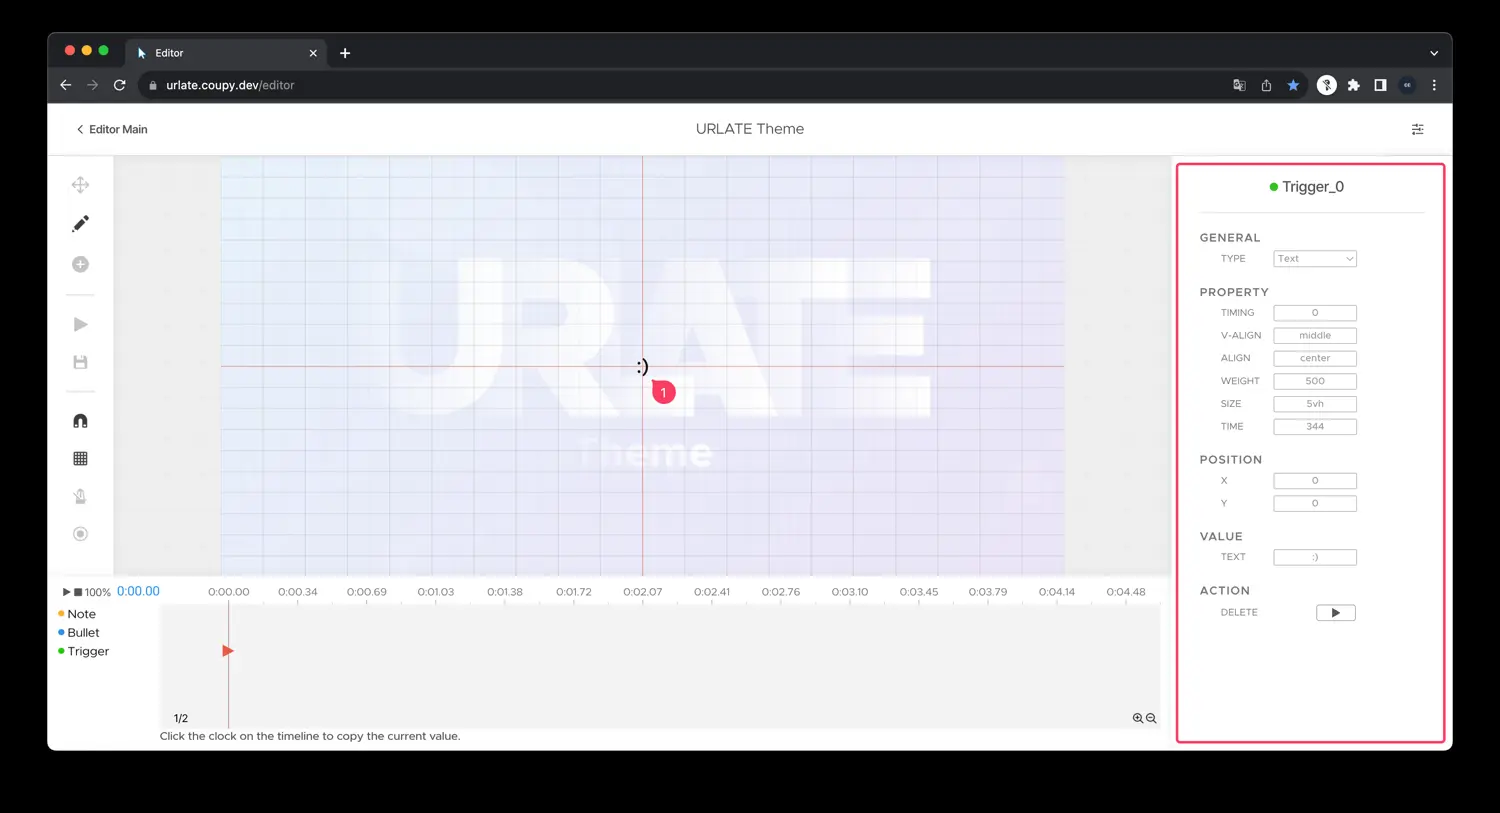 Editor
urlate.coupy.dev/editor
Editor Main
URLATE Theme
URLATE
Theme
:)
1
Trigger_0
GENERAL
TYPE Text
PROPERTY
TIMING 0
V-ALIGN middle
ALIGN center
WEIGHT 500
SIZE 5vh
TIME 344
POSITION
X 0
Y 0
VALUE
TEXT :)
ACTION
DELETE
100% 0:00.00 0:00.00 0:00.34 0:00.69 0:01.03 0:01.38 0:01.72 0:02.07 0:02.41 0:02.76 0:03.10 0:03.45 0:03.79 0:04.14 0:04.48
Note
Bullet
Trigger
1/2
Click the clock on the timeline to copy the current value.